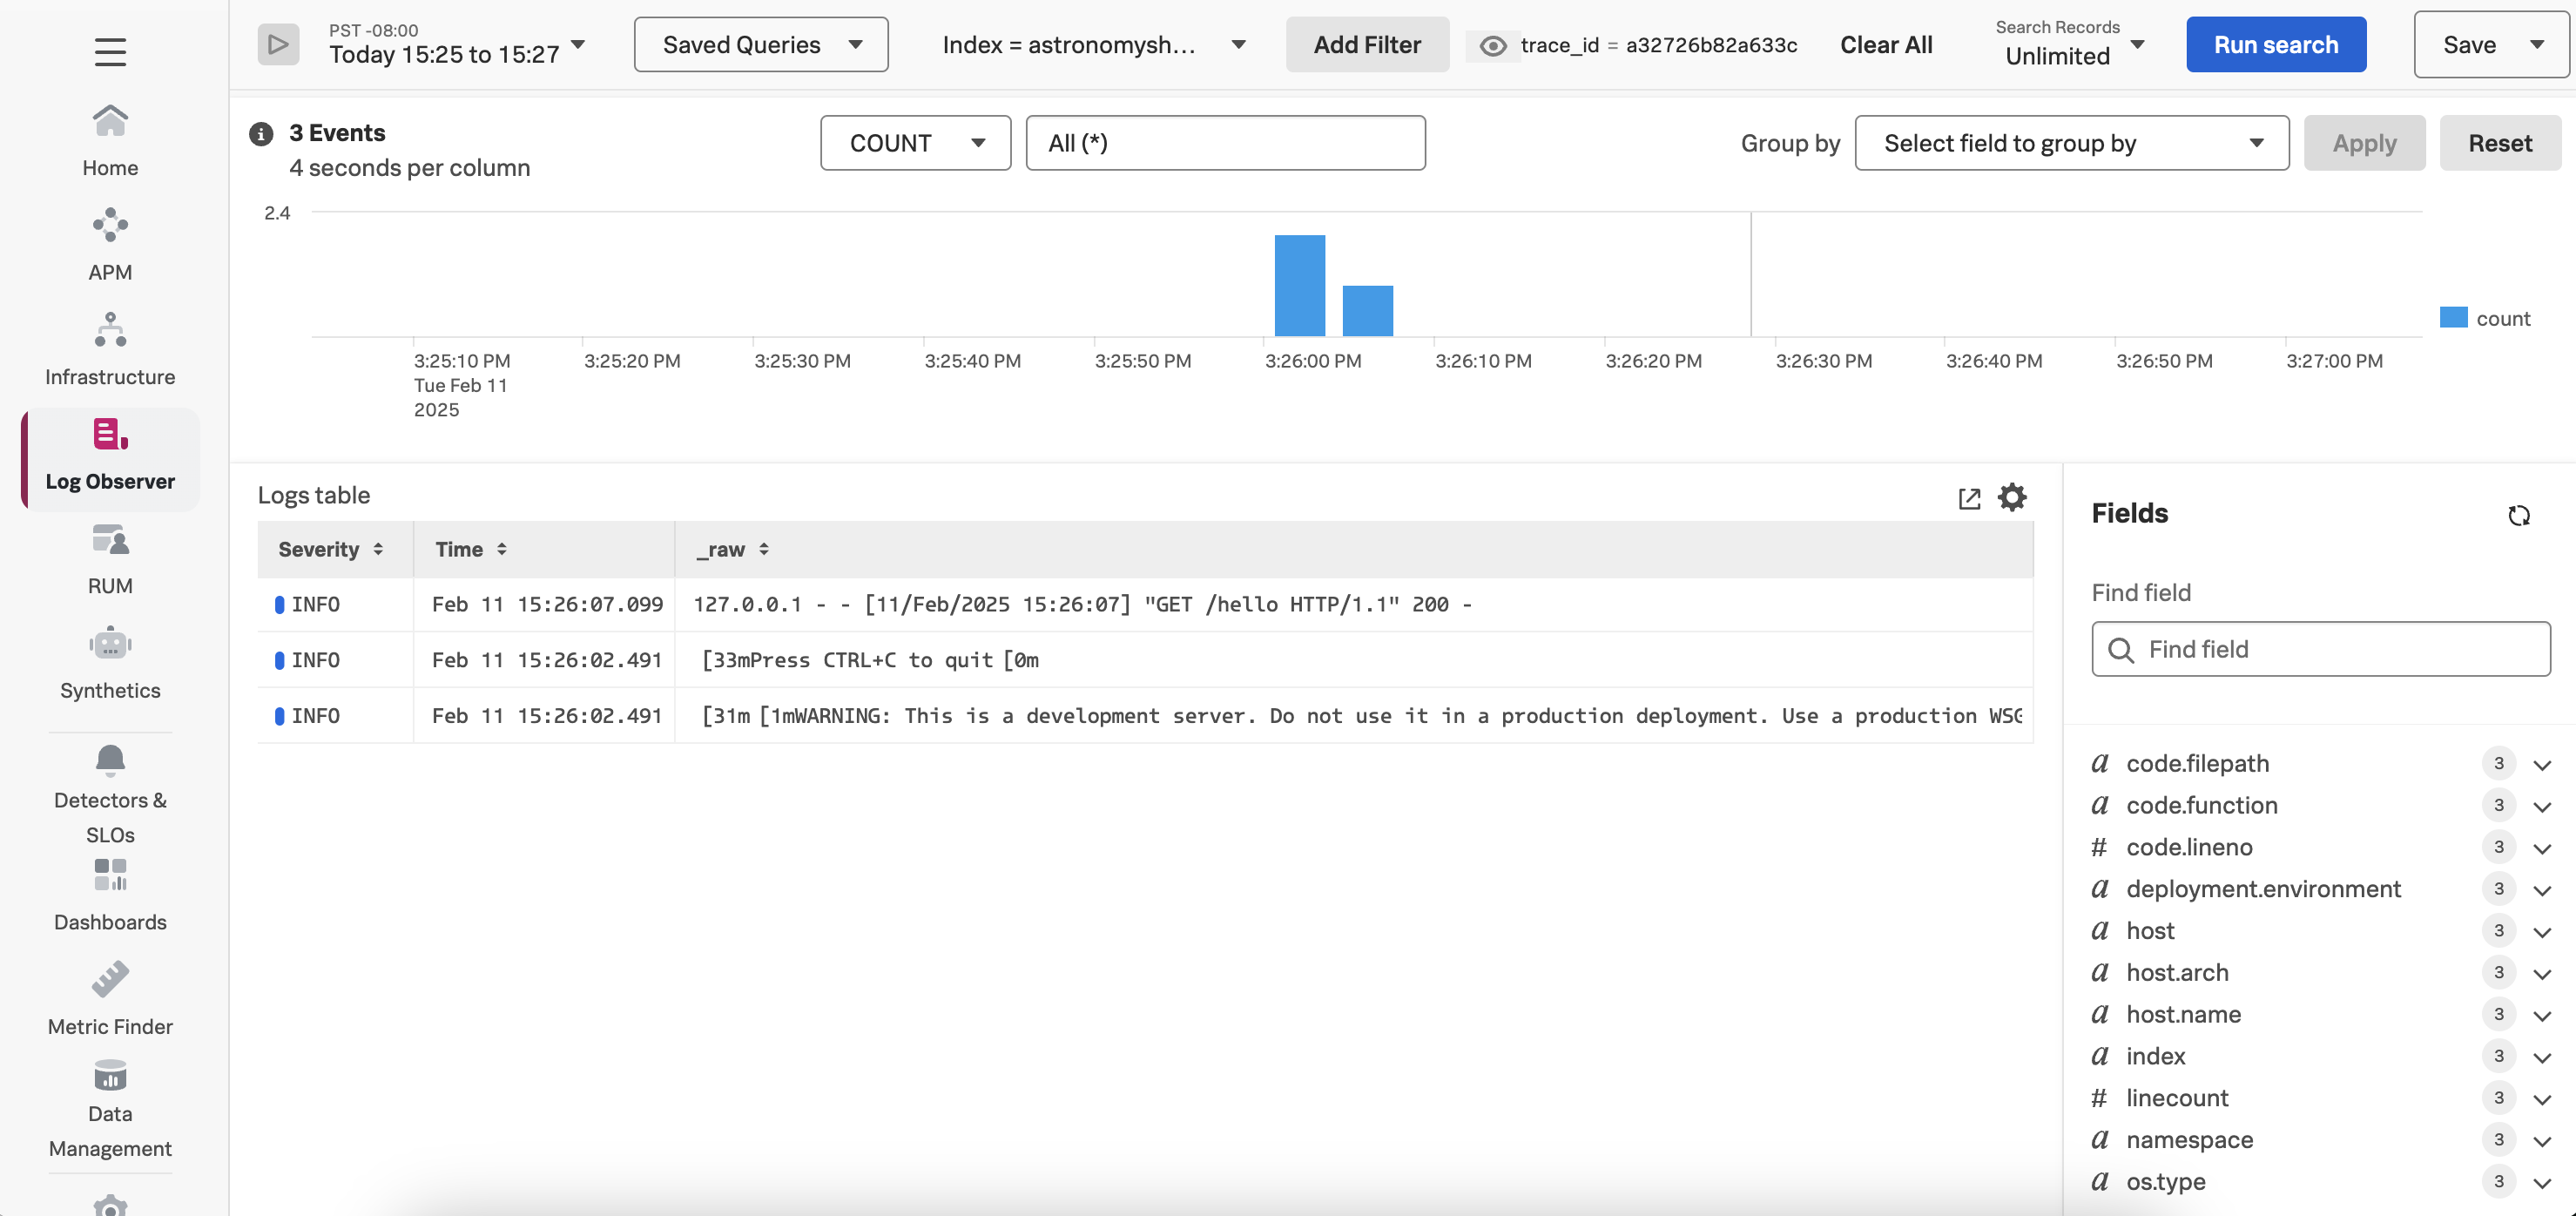 PST -08:00
Today 15:25 to 15:27
Saved Queries
Index = astronomysh...
Add Filter
trace_id = a32726b82a633c
Clear All
Search Records
Unlimited
Run search
Save
Home
APM
Infrastructure
Log Observer
RUM
Synthetics
Detectors &
SLOs
Dashboards
Metric Finder
Data
Management
3 Events
4 seconds per column
COUNT
All (*)
Group by
Select field to group by
Apply
Reset
2.4
3:25:10 PM
Tue Feb 11
2025
3:25:20 PM
3:25:30 PM
3:25:40 PM
3:25:50 PM
3:26:00 PM
3:26:10 PM
3:26:20 PM
3:26:30 PM
3:26:40 PM
3:26:50 PM
3:27:00 PM
count
Logs table
Severity Time _raw
INFO Feb 11 15:26:07.099 127.0.0.1 - - [11/Feb/2025 15:26:07] "GET /hello HTTP/1.1" 200 -
INFO Feb 11 15:26:02.491 [33mPress CTRL+C to quit [0m
INFO Feb 11 15:26:02.491 [31m [1mWARNING: This is a development server. Do not use it in a production deployment. Use a production WSG
Fields
Find field
Find field
a code.filepath 3
a code.function 3
# code.lineno 3
a deployment.environment 3
a host 3
a host.arch 3
a host.name 3
a index 3
# linecount 3
a namespace 3
a os.type 3